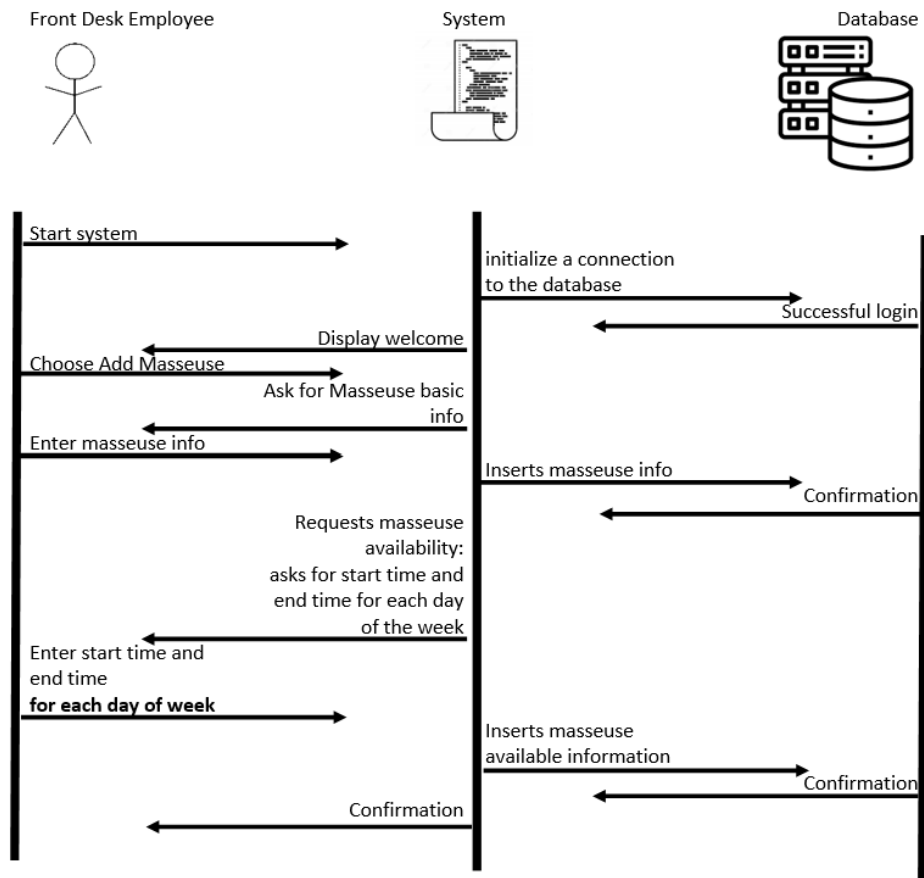 Front Desk Employee
System
Database
Start system
initialize a connection
to the database
Successful login
Display welcome
Choose Add Masseuse
Ask for Masseuse basic
info
Enter masseuse info
Inserts masseuse info
Confirmation
Requests masseuse
availability:
asks for start time and
end time for each day
of the week
Enter start time and
end time
for each day of week
Inserts masseuse
available information
Confirmation
Confirmation